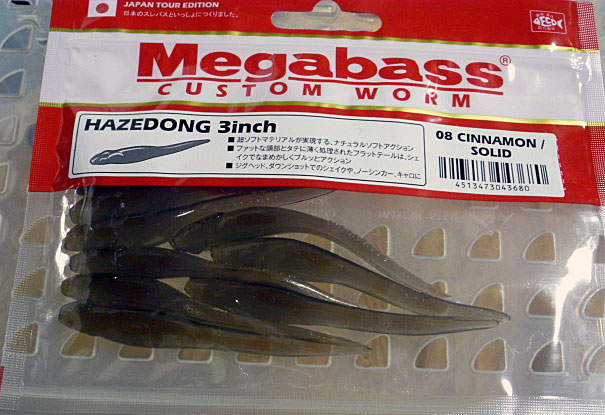 JAPAN TOUR EDITION
日本のスレバスといっしょにつくりました。
Megabass®
CUSTOM WORM
HAZEDONG 3inch
■超ソフトマテリアルが実現する、ナチュラルソフトアクション
■ファットな頭部とタテに薄く処理されたフラットテールは、シェ
イクでなまめかしくブルッとアクション
■ジグヘッド、ダウンショットでのシェイクや、ノーシンカー、キャロに
08 CINNAMON /
SOLID
4513473043680